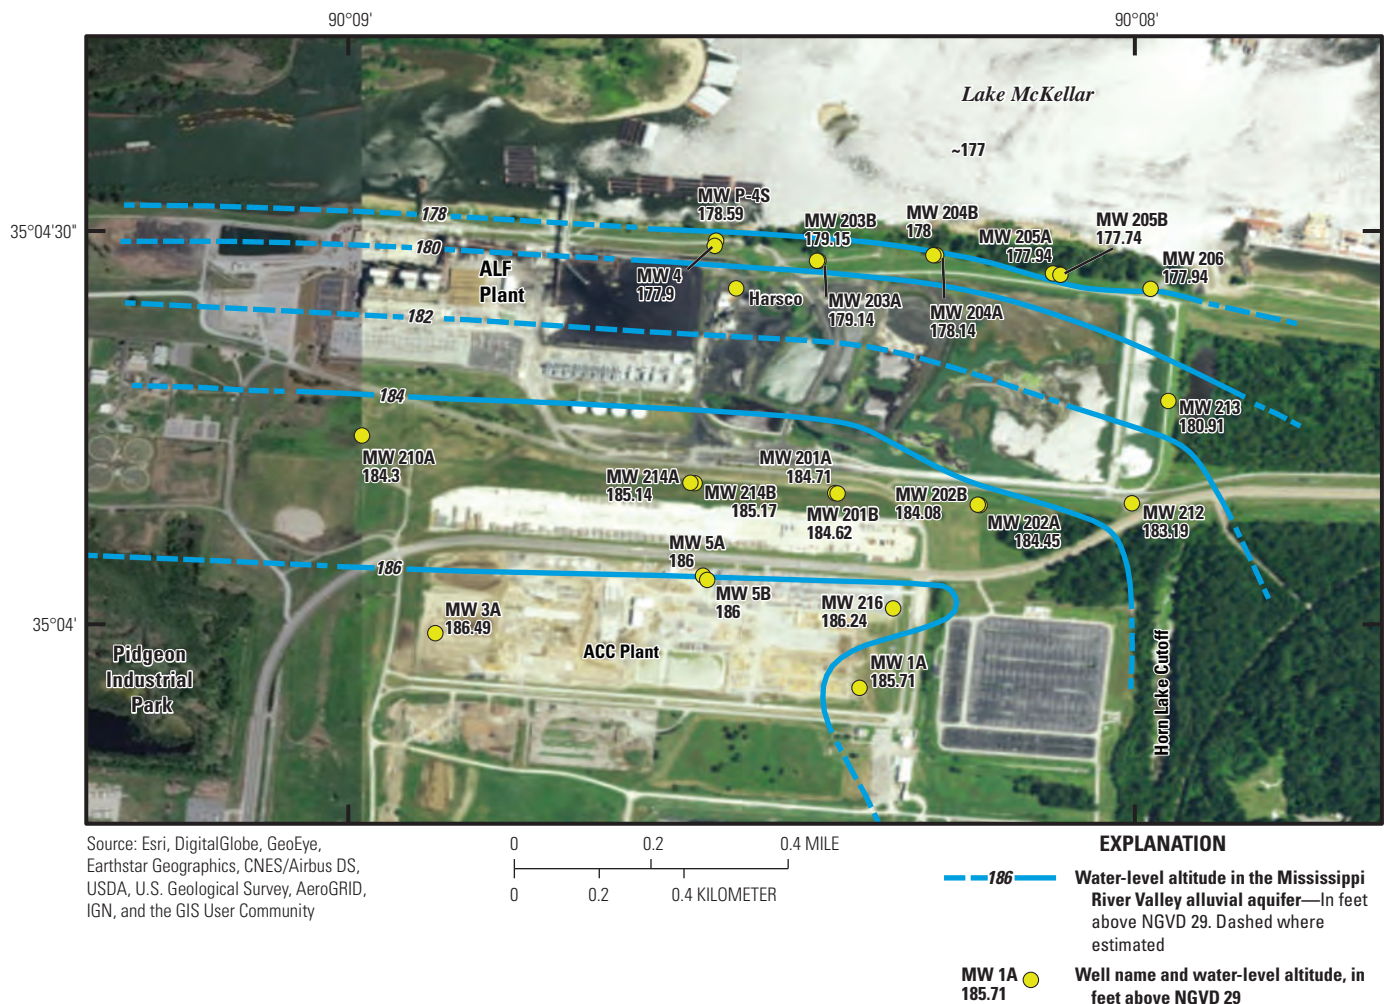 90°09'
90°08'
Lake McKellar
~177
35°04'30"
178
MW P-4S
178.59
MW 203B
179.15
MW 204B
178
MW 205A
177.94
MW 205B
177.74
MW 206
177.94
180
ALF
Plant
MW 4
177.9
Harsco
MW 203A
179.14
MW 204A
178.14
182
184
MW 213
180.91
MW 210A
184.3
MW 214A
185.14
MW 214B
185.17
MW 201A
184.71
MW 201B
184.62
MW 202B
184.08
MW 202A
184.45
MW 212
183.19
186
MW 5A
186
MW 5B
186
MW 216
186.24
MW 3A
186.49
35°04'
Pidgeon
Industrial
Park
ACC Plant
MW 1A
185.71
Horn Lake Cutoff
Source: Esri, DigitalGlobe, GeoEye,
Earthstar Geographics, CNES/Airbus DS,
USDA, U.S. Geological Survey, AeroGRID,
IGN, and the GIS User Community
0 0.2 0.4 MILE
0 0.2 0.4 KILOMETER
EXPLANATION
186
Water-level altitude in the Mississippi
River Valley alluvial aquifer—In feet
above NGVD 29. Dashed where
estimated
MW 1A
185.71
Well name and water-level altitude, in
feet above NGVD 29